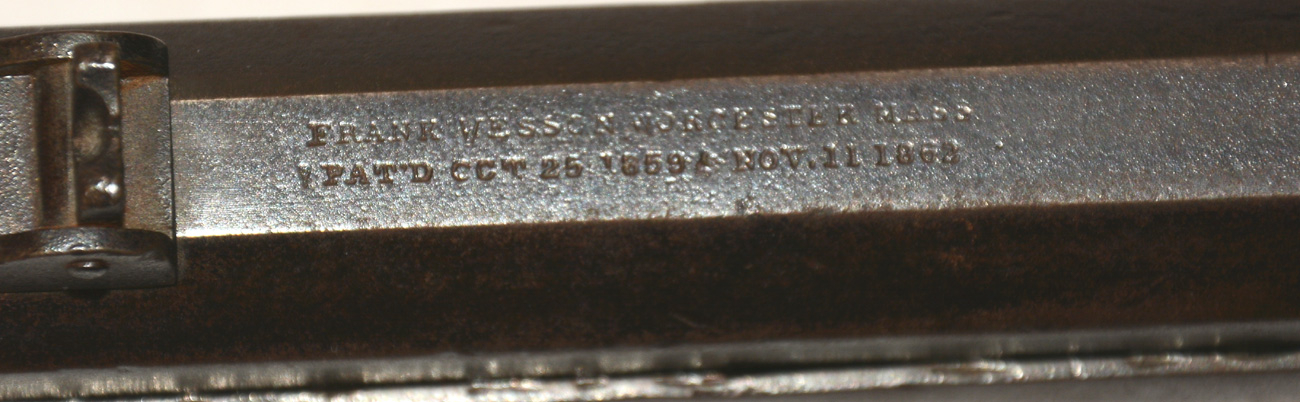 FRANK WESSON WORCESTER MASS
PAT'D OCT 25 1859 & NOV. 11 1862